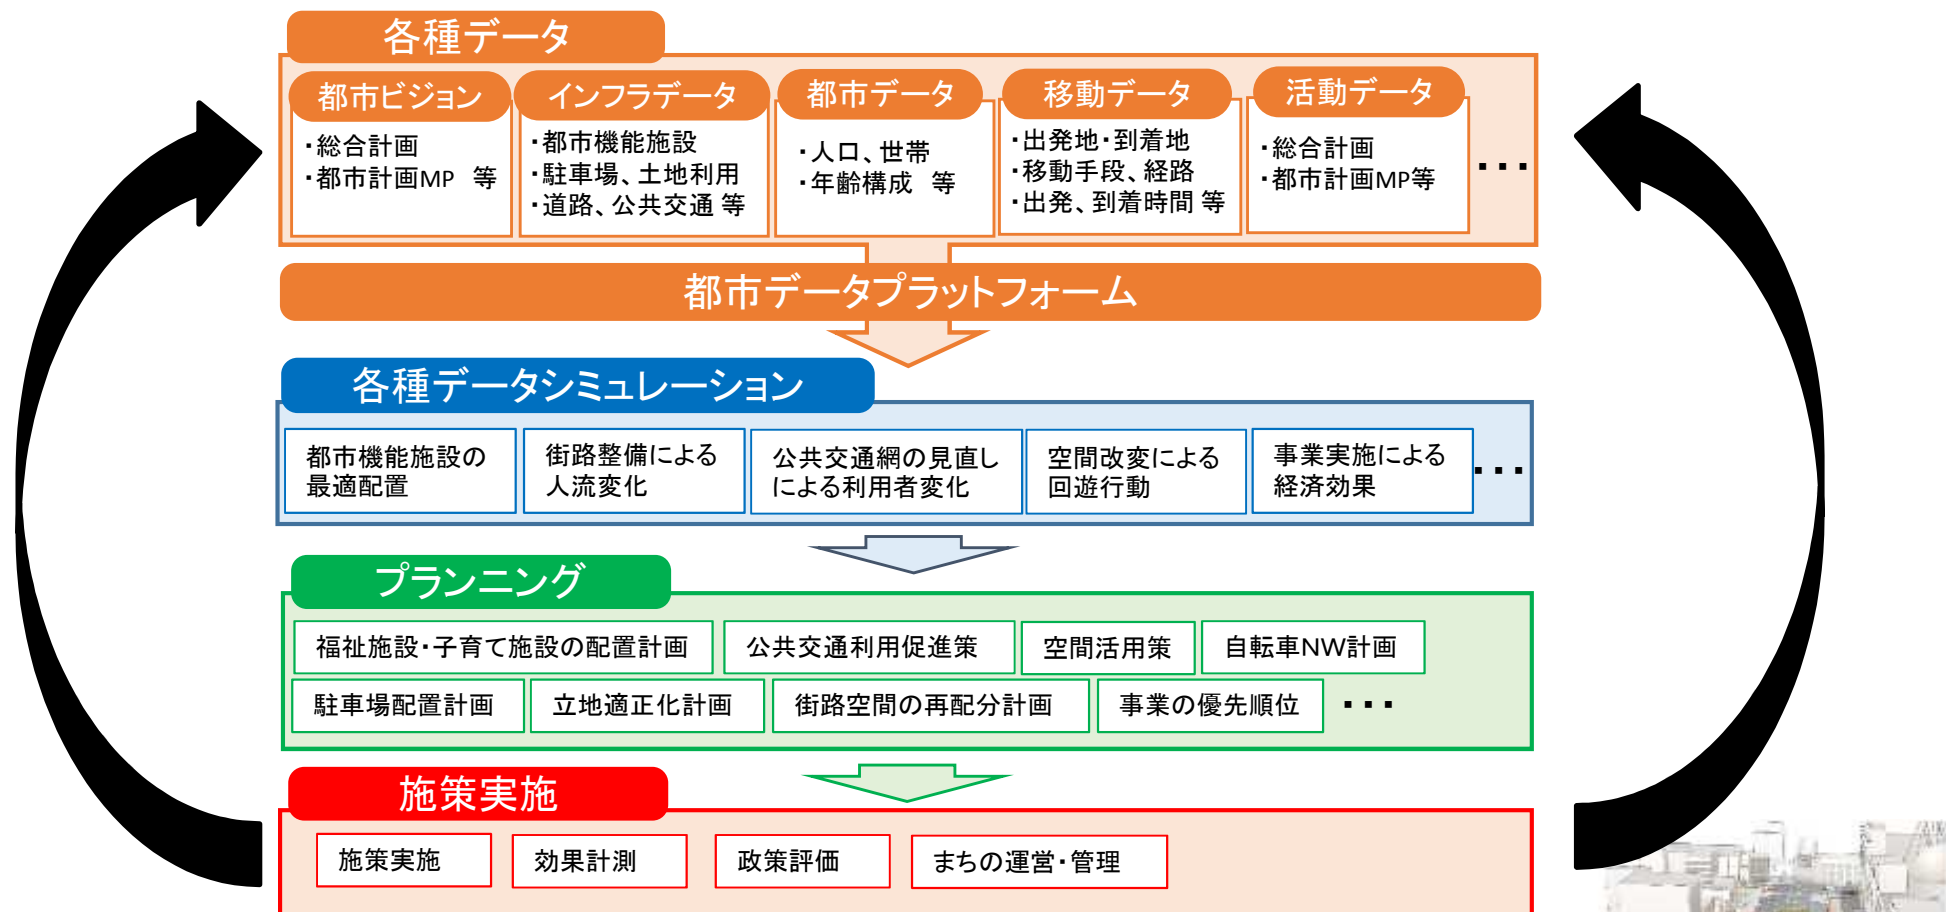 各種データ
都市ビジョン
・総合計画
・都市計画MP 等
インフラデータ
・都市機能施設
・駐車場、土地利用
・道路、公共交通 等
都市データ
・人口、世帯
・年齢構成 等
移動データ
・出発地・到着地
・移動手段、経路
・出発、到着時間 等
活動データ
・総合計画
・都市計画MP等
・・・
都市データプラットフォーム
各種データシミュレーション
都市機能施設の
最適配置
街路整備による
人流変化
公共交通網の見直し
による利用者変化
空間改変による
回遊行動
事業実施による
経済効果
・・・
プランニング
福祉施設・子育て施設の配置計画
公共交通利用促進策
空間活用策
自転車NW計画
駐車場配置計画
立地適正化計画
街路空間の再配分計画
事業の優先順位
・・・
施策実施
施策実施
効果計測
政策評価
まちの運営・管理